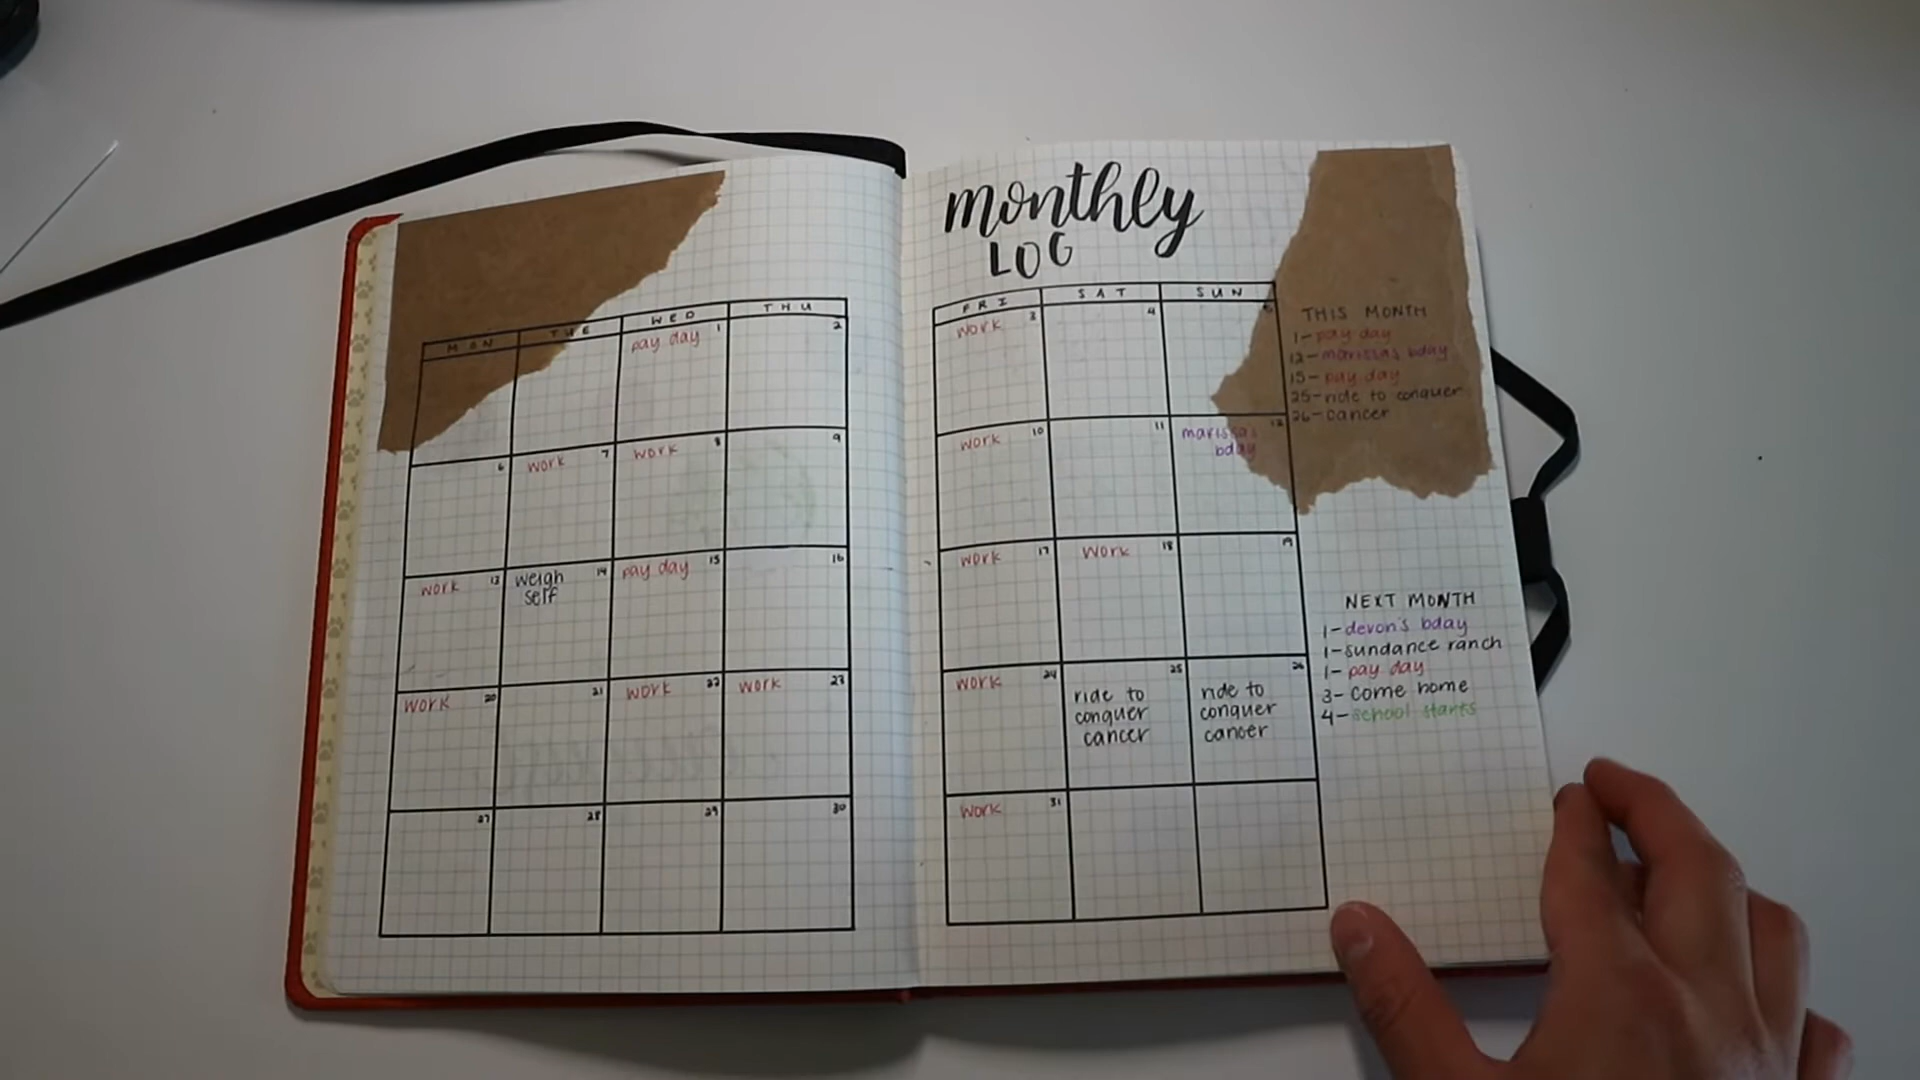 monthly
LOG
MON TUE WED THU
1 2
pay day
6 7 8 9
work work
13 14 15 16
work weigh pay day
self
20 21 22 23
work work work
27 28 29 30
FRI SAT SUN
3 4 5
work
10 11 12
work marissas
bday
17 18 19
work work
24 25 26
work ride to ride to
conquer conquer
cancer cancer
31
work
THIS MONTH
1-pay day
12-marissas bday
15-pay day
25-ride to conquer
26-cancer
NEXT MONTH
1-devon's bday
1-sundance ranch
1-pay day
3-come home
4-school starts